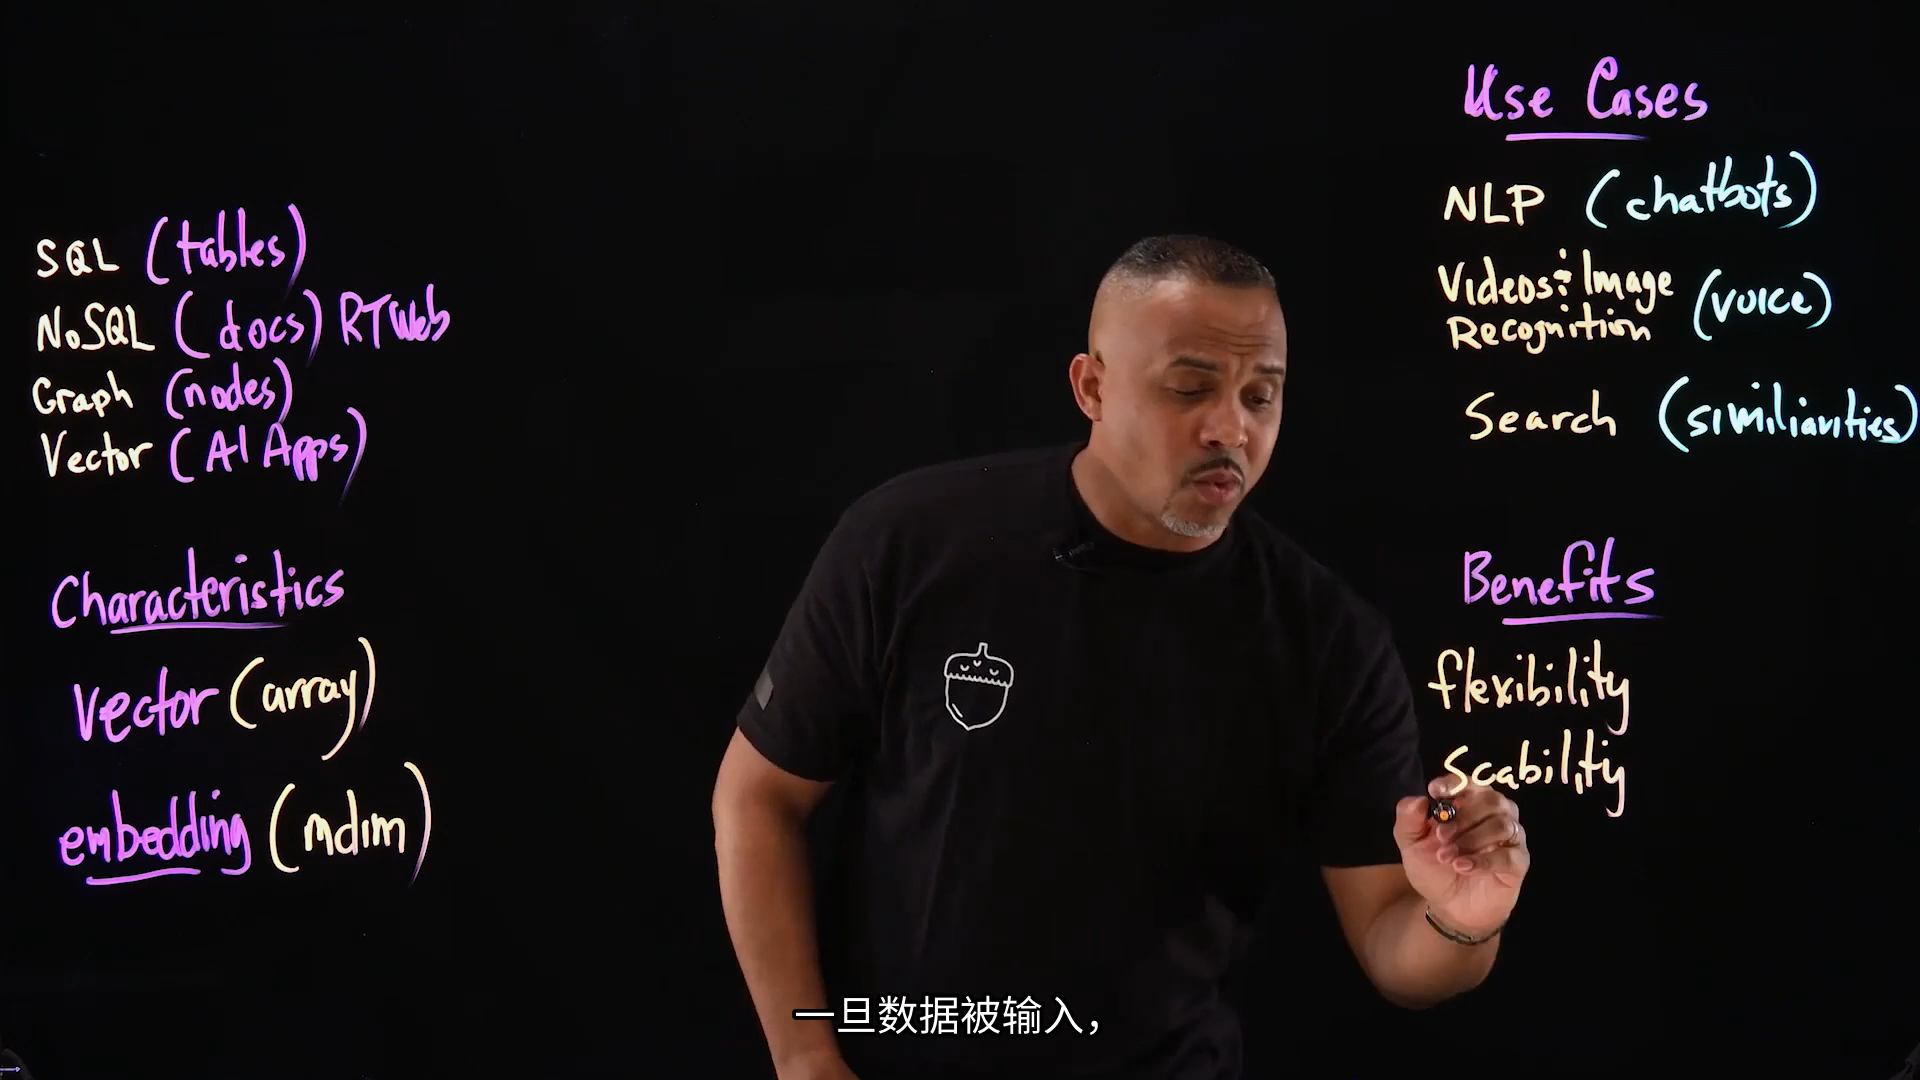 SQL (tables)
NoSQL (docs) RTWeb
Graph (nodes)
Vector (AI Apps)
Characteristics
Vector (array)
embedding (mdim)
Use Cases
NLP (chatbots)
Videos & Image
Recognition (voice)
Search (similiarities)
Benefits
flexibility
Scability
一旦数据被输入，